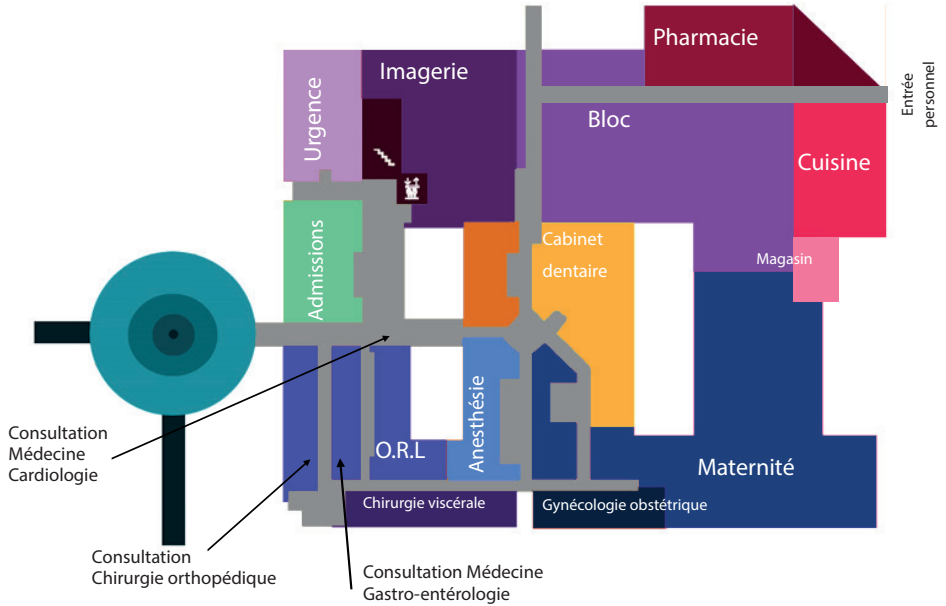 Pharmacie
Imagerie
Urgence
Entrée
personnel
Bloc
Cuisine
Admissions
Cabinet
dentaire
Magasin
Consultation
Médecine
Cardiologie
Anesthésie
O.R.L
Maternité
Chirurgie viscérale
Gynécologie obstétrique
Consultation
Chirurgie orthopédique
Consultation Médecine
Gastro-entérologie